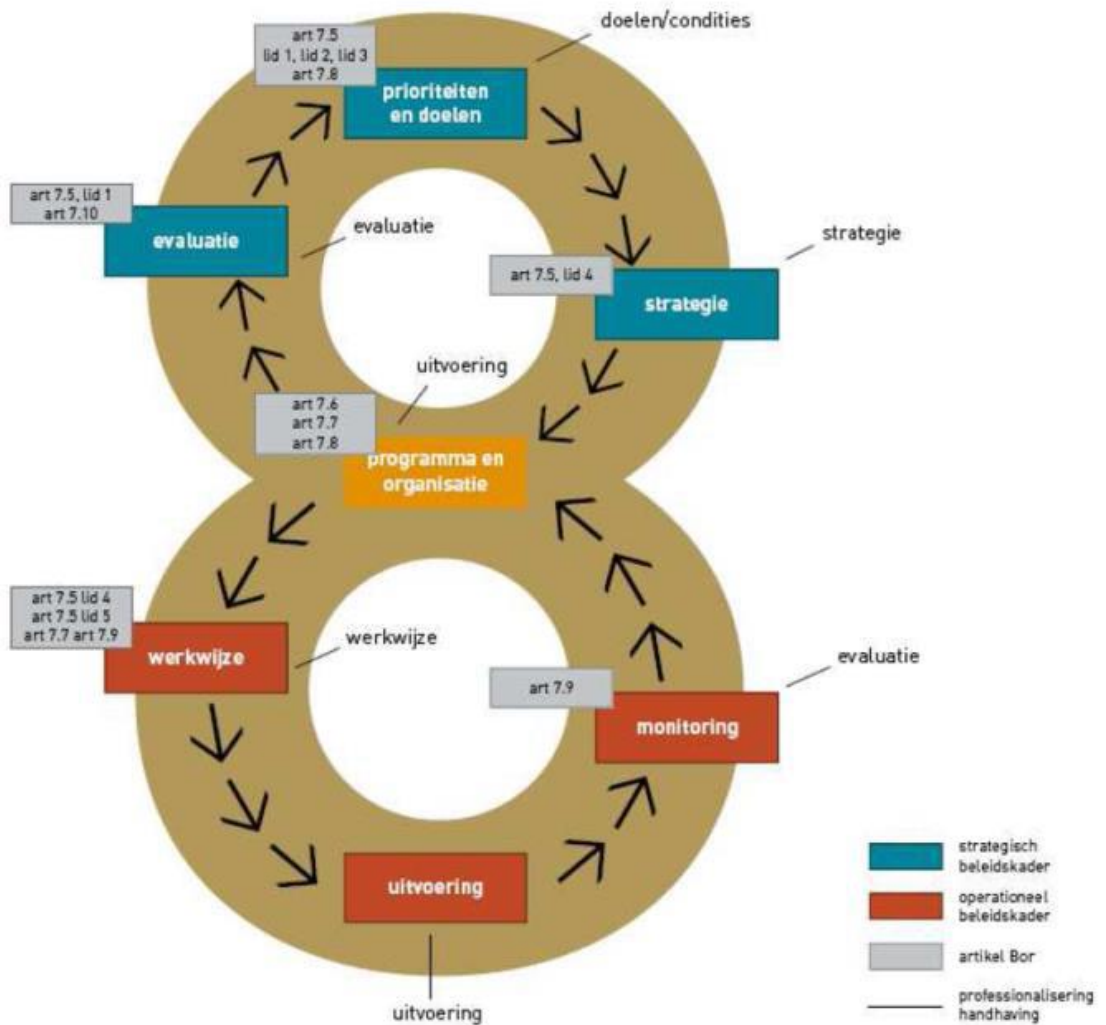 art 7.5
lid 1, lid 2, lid 3
art 7.8
doelen/condities
prioriteiten
en doelen
art 7.5, lid 1
art 7.10
evaluatie
evaluatie
strategie
art 7.5, lid 4
strategie
uitvoering
art 7.6
art 7.7
art 7.8
programma en
organisatie
art 7.5 lid 4
art 7.5 lid 5
art 7.7 art 7.9
werkwijze
werkwijze
evaluatie
art 7.9
monitoring
uitvoering
uitvoering
strategisch
beleidskader
operationeel
beleidskader
artikel Bor
professionalisering
handhaving